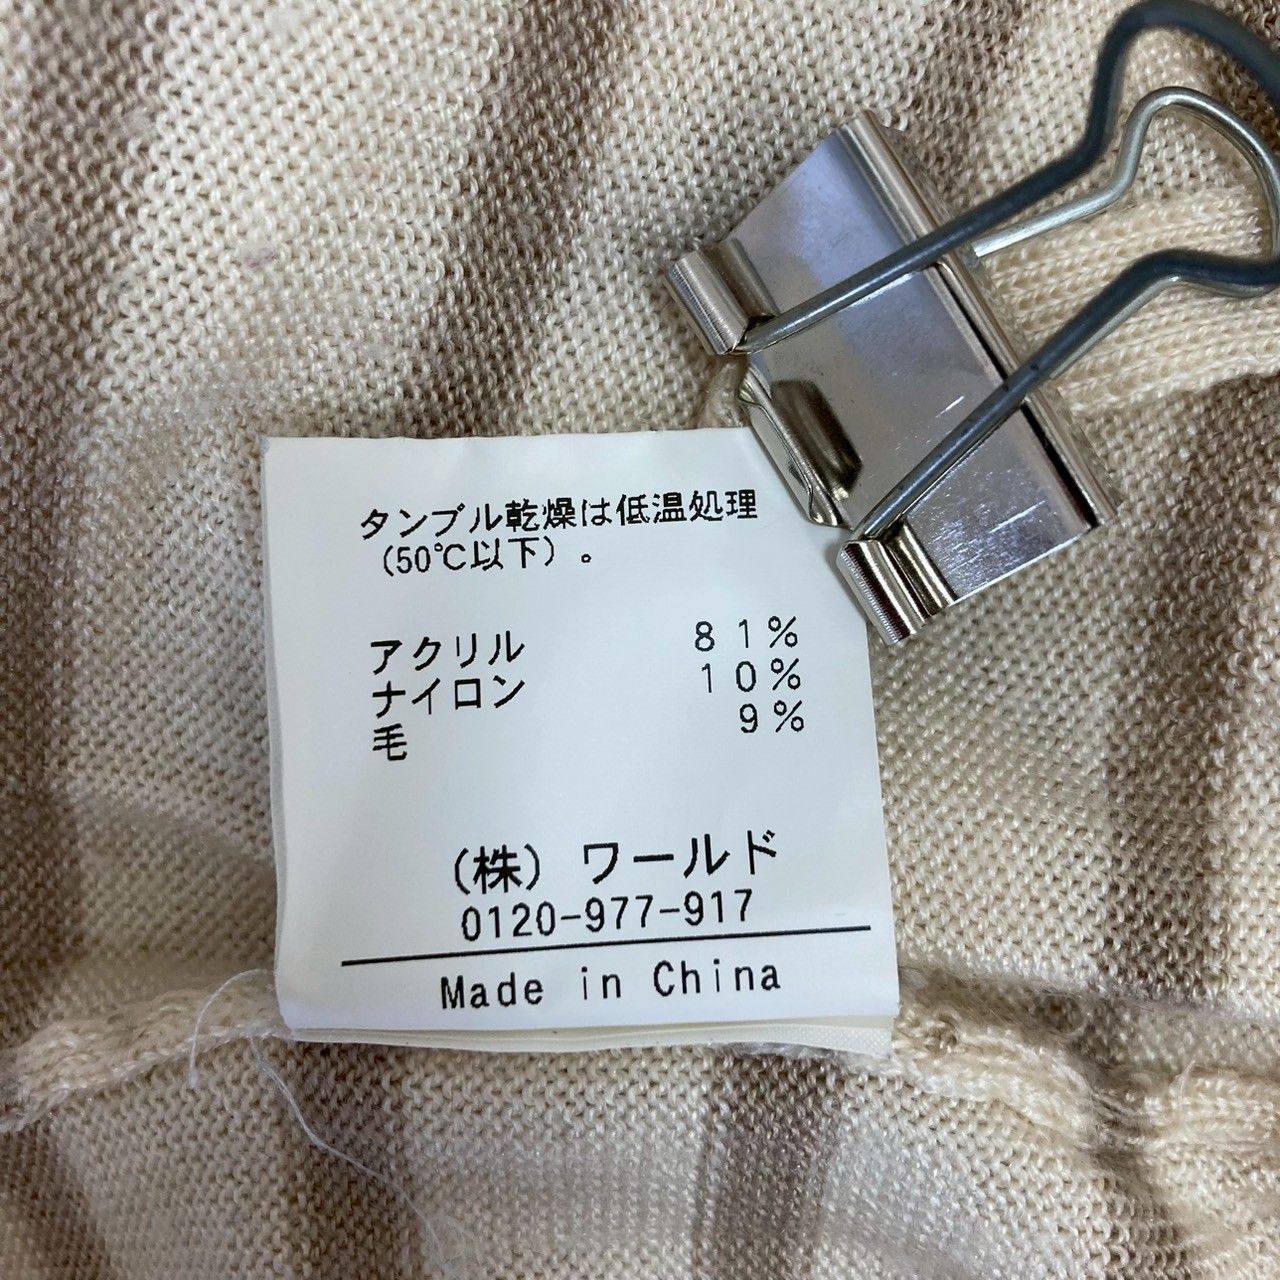 タンブル乾燥は低温処理
(50℃以下)。
アクリル 81%
ナイロン 10%
毛 9%
(株) ワールド
0120-977-917
Made in China